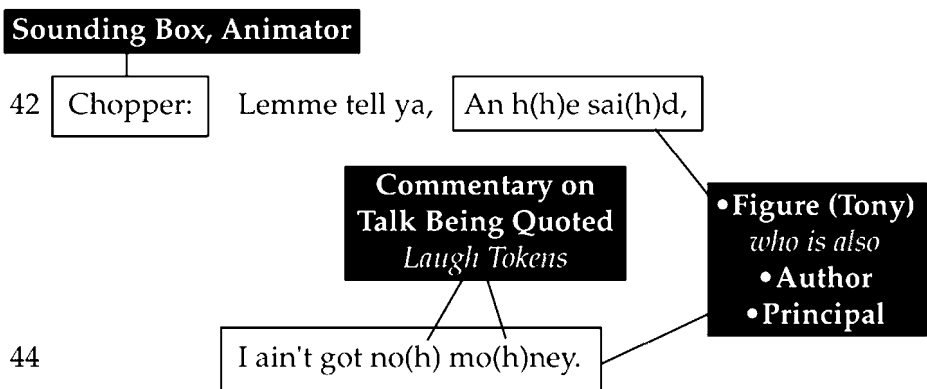 Sounding Box, Animator
42 Chopper: Lemme tell ya, An h(h)e sai(h)d,
Commentary on
Talk Being Quoted
Laugh Tokens
•Figure (Tony)
who is also
•Author
•Principal
44 I ain't got no(h) mo(h)ney.